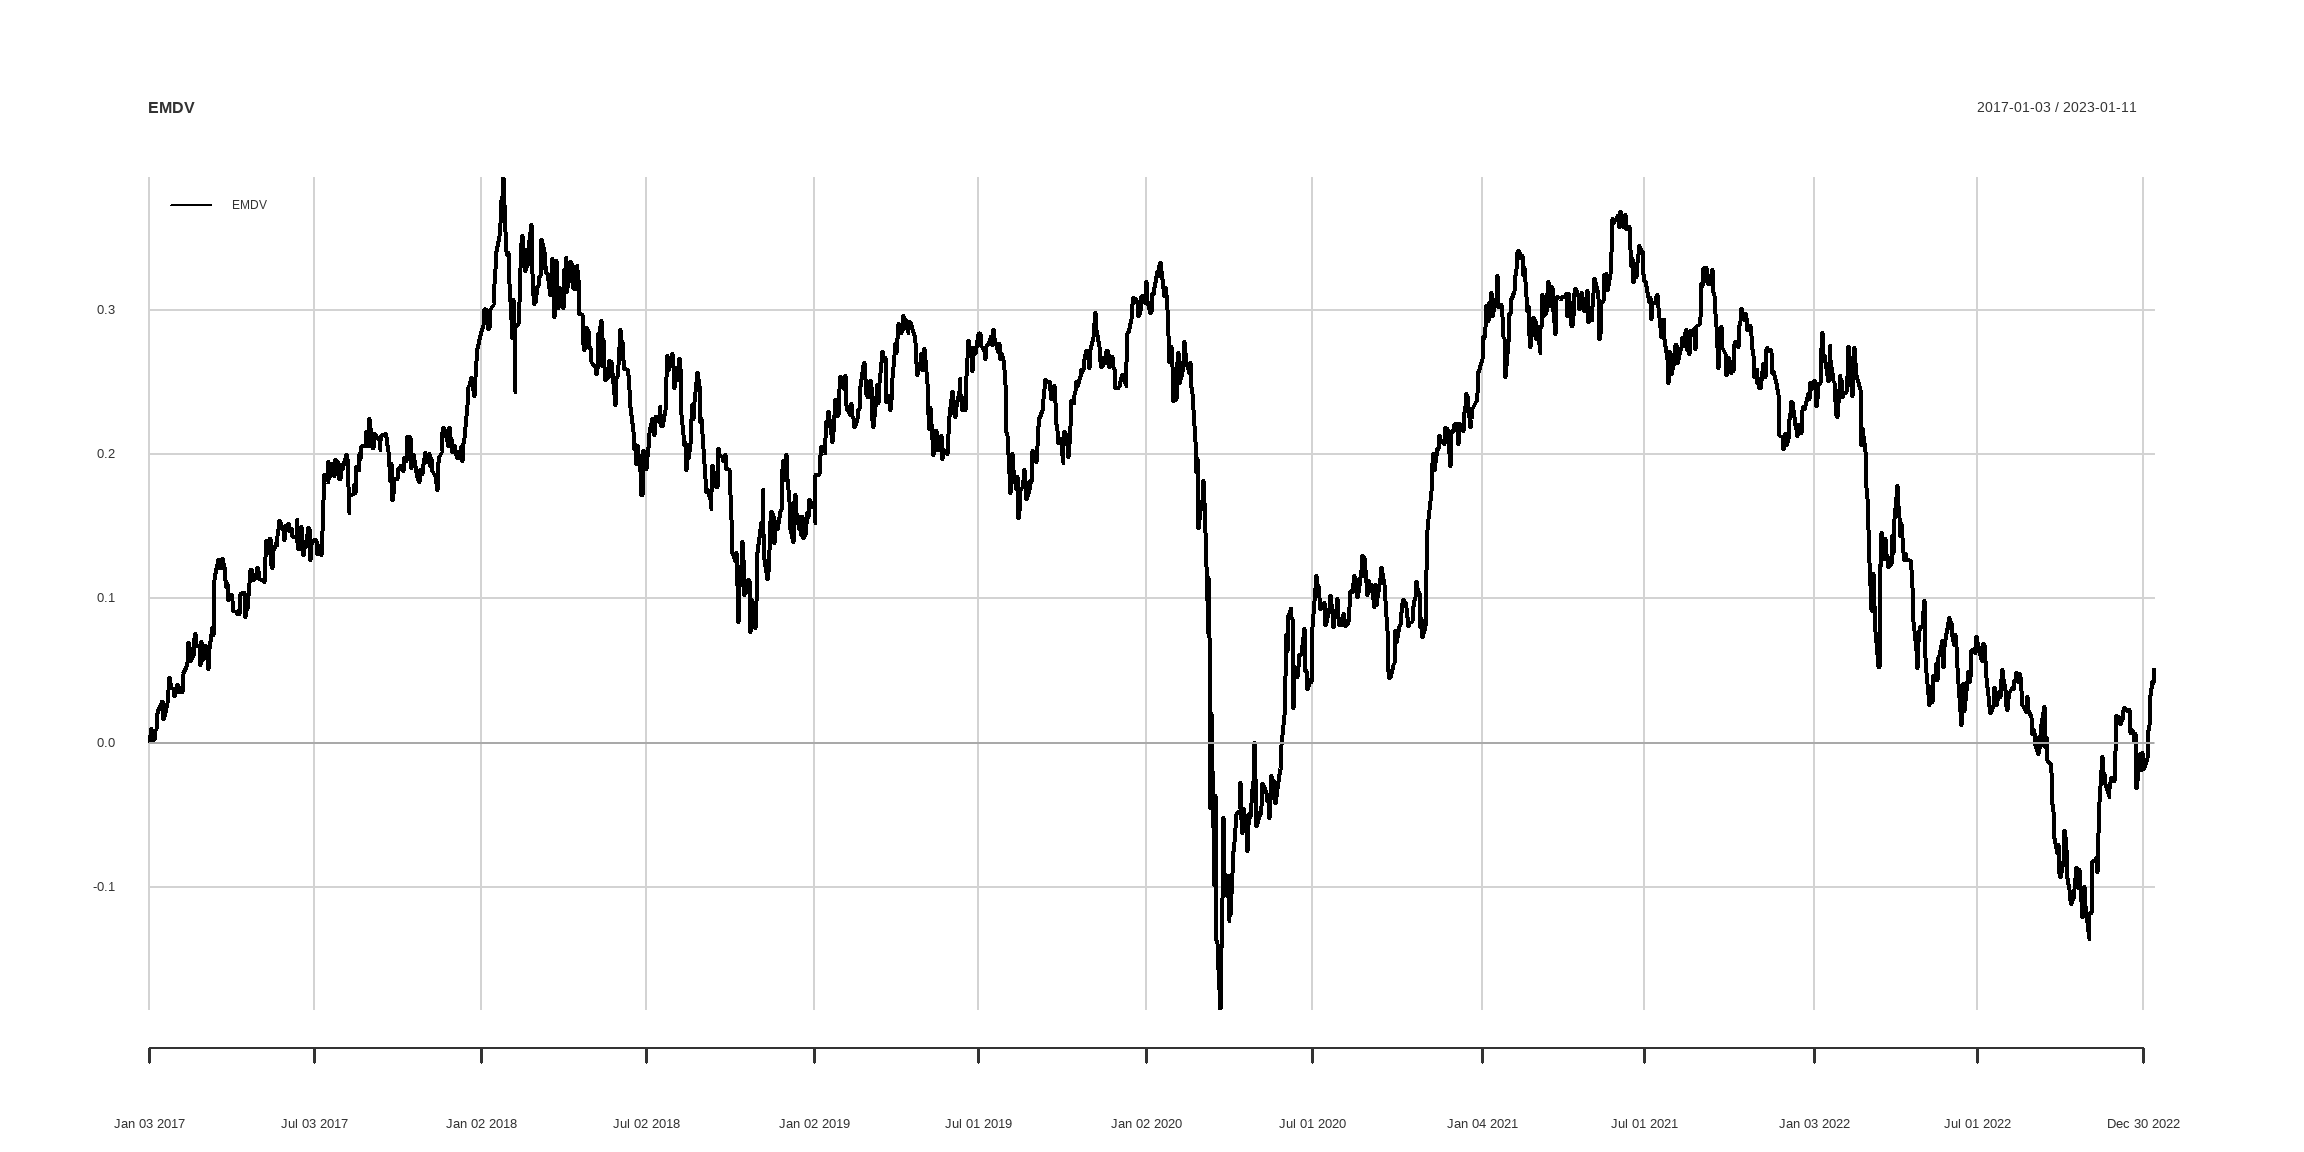 EMDV
2017-01-03 / 2023-01-11
EMDV
0.3
0.2
0.1
0.0
-0.1
Jan 03 2017
Jul 03 2017
Jan 02 2018
Jul 02 2018
Jan 02 2019
Jul 01 2019
Jan 02 2020
Jul 01 2020
Jan 04 2021
Jul 01 2021
Jan 03 2022
Jul 01 2022
Dec 30 2022